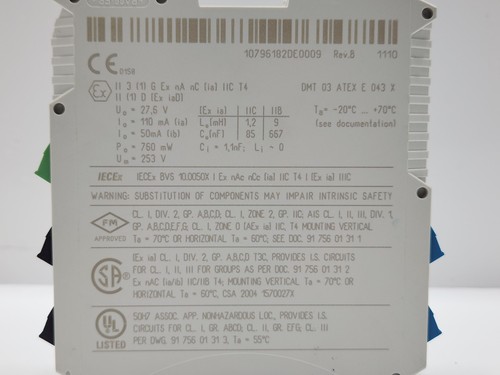 10796182DE0009 Rev.B 1110
CE 0158
Ex II 3 (1) G Ex nA nC [ia] IIC T4 DMT 03 ATEX E 043 X
II (1) D [Ex iaD]
U₀ = 27,6 V [Ex ia] IIC IIB Tₐ= -20°C ... +70°C
I₀ = 110 mA (ia) L₀[mH] 1,2 9 (see documentation)
I₀ = 50mA (ib) C₀[nF] 85 667
P₀ = 760 mW Cᵢ = 1,1nF; Lᵢ ~ 0
Uₘ = 253 V
IECEx IECEx BVS 10.0050X | Ex nAc nCc [ia] IIC T4 | [Ex ia] IIIC
WARNING: SUBSTITUTION OF COMPONENTS MAY IMPAIR INTRINSIC SAFETY
FM APPROVED
CL. I, DIV. 2, GP. A,B,C,D, CL. I, ZONE 2, GP. IIC; AIS CL. I, II, III, DIV. 1,
GP. A,B,C,D,E,F,G, CL. I, ZONE 0 [AEx ia] IIC, T4 MOUNTING VERTICAL
Ta = 70°C OR HORIZONTAL Ta = 60°C; SEE DOC. 91 756 01 31 1
SA
[Ex ia] CL. I, DIV. 2, GP. A,B,C,D T3C, PROVIDES I.S. CIRCUITS
FOR CL. I, II, III FOR GROUPS AS PER DOC. 91 756 01 31 2
Ex nAC [ia/ib] IIC/IIB T4; MOUNTING VERTICAL, Ta = 70°C OR
HORIZONTAL Ta = 60°C, CSA 2004 1570027X
UL LISTED
50H7 ASSOC. APP. NONHAZARDOUS LOC., PROVIDES I.S.
CIRCUITS FOR CL. I, GR. ABCD, CL. II, GR. EFG, CL. III
PER DWG. 91 756 01 31 3, Ta = 55°C